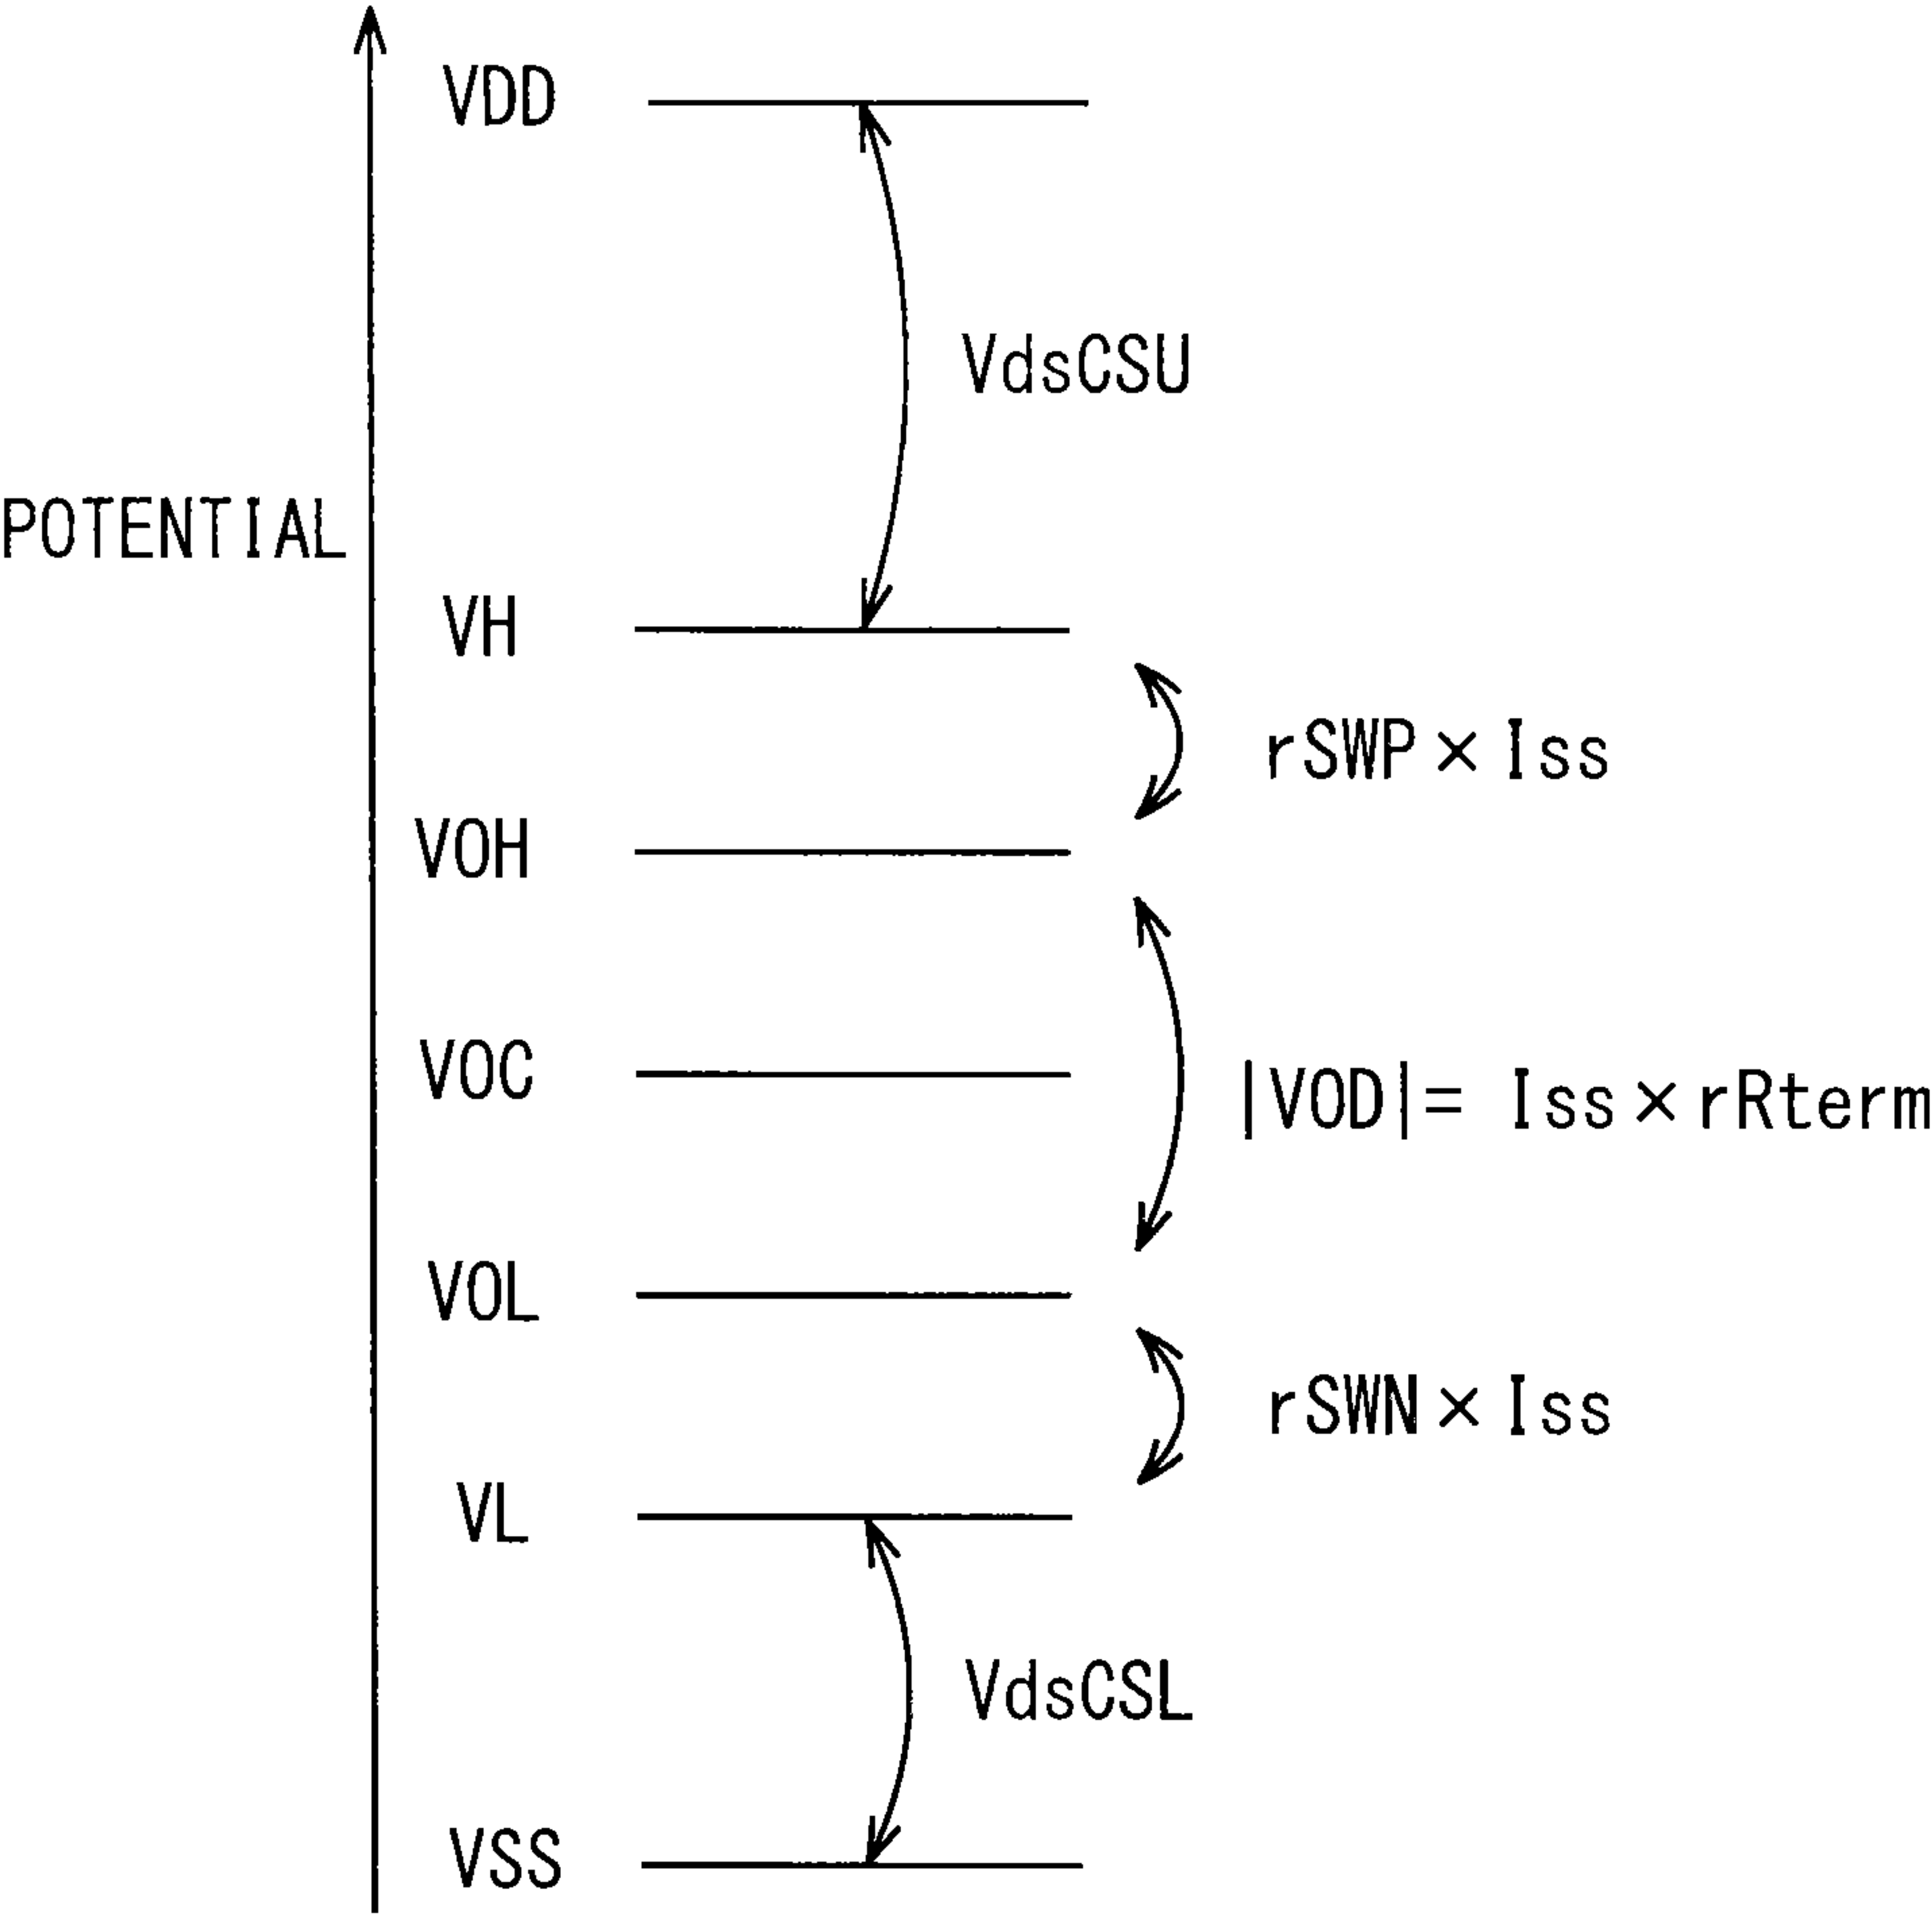 VDD
VdsCSU
POTENTIAL
VH
rSWP×Iss
VOH
VOC
|VOD|= Iss×rRterm
VOL
rSWN×Iss
VL
VdsCSL
VSS